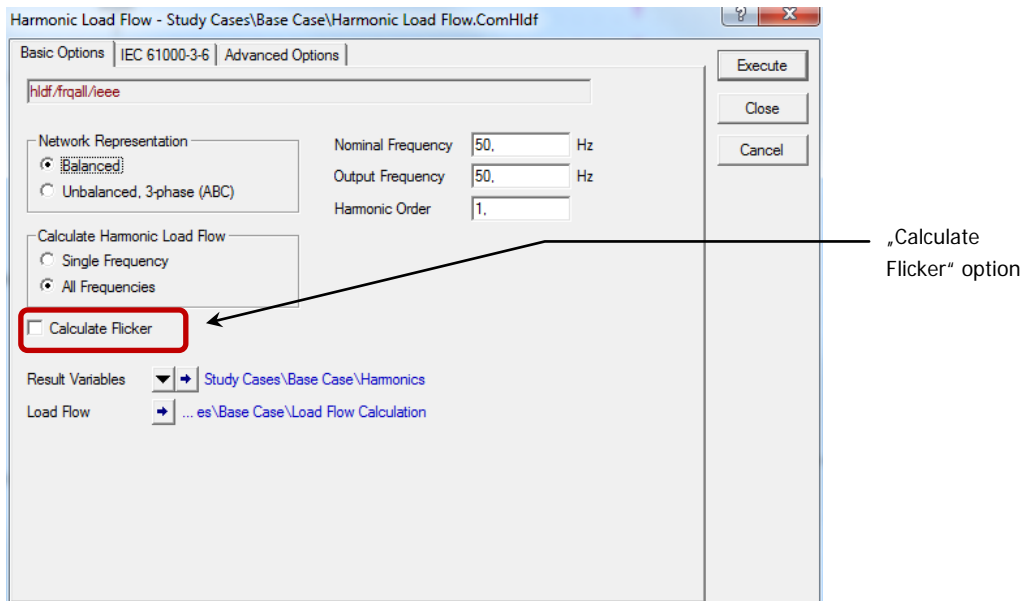 Harmonic Load Flow - Study Cases\Base Case\Harmonic Load Flow.ComHldf
? X
Basic Options IEC 61000-3-6 Advanced Options
Execute
hldf/frqall/ieee
Close
Network Representation
Nominal Frequency 50, Hz
Cancel
Balanced
Output Frequency 50, Hz
Unbalanced, 3-phase (ABC)
Harmonic Order 1,
Calculate Harmonic Load Flow
Single Frequency
All Frequencies
„Calculate
Flicker“ option
Calculate Flicker
Result Variables Study Cases\Base Case\Harmonics
Load Flow ... es\Base Case\Load Flow Calculation